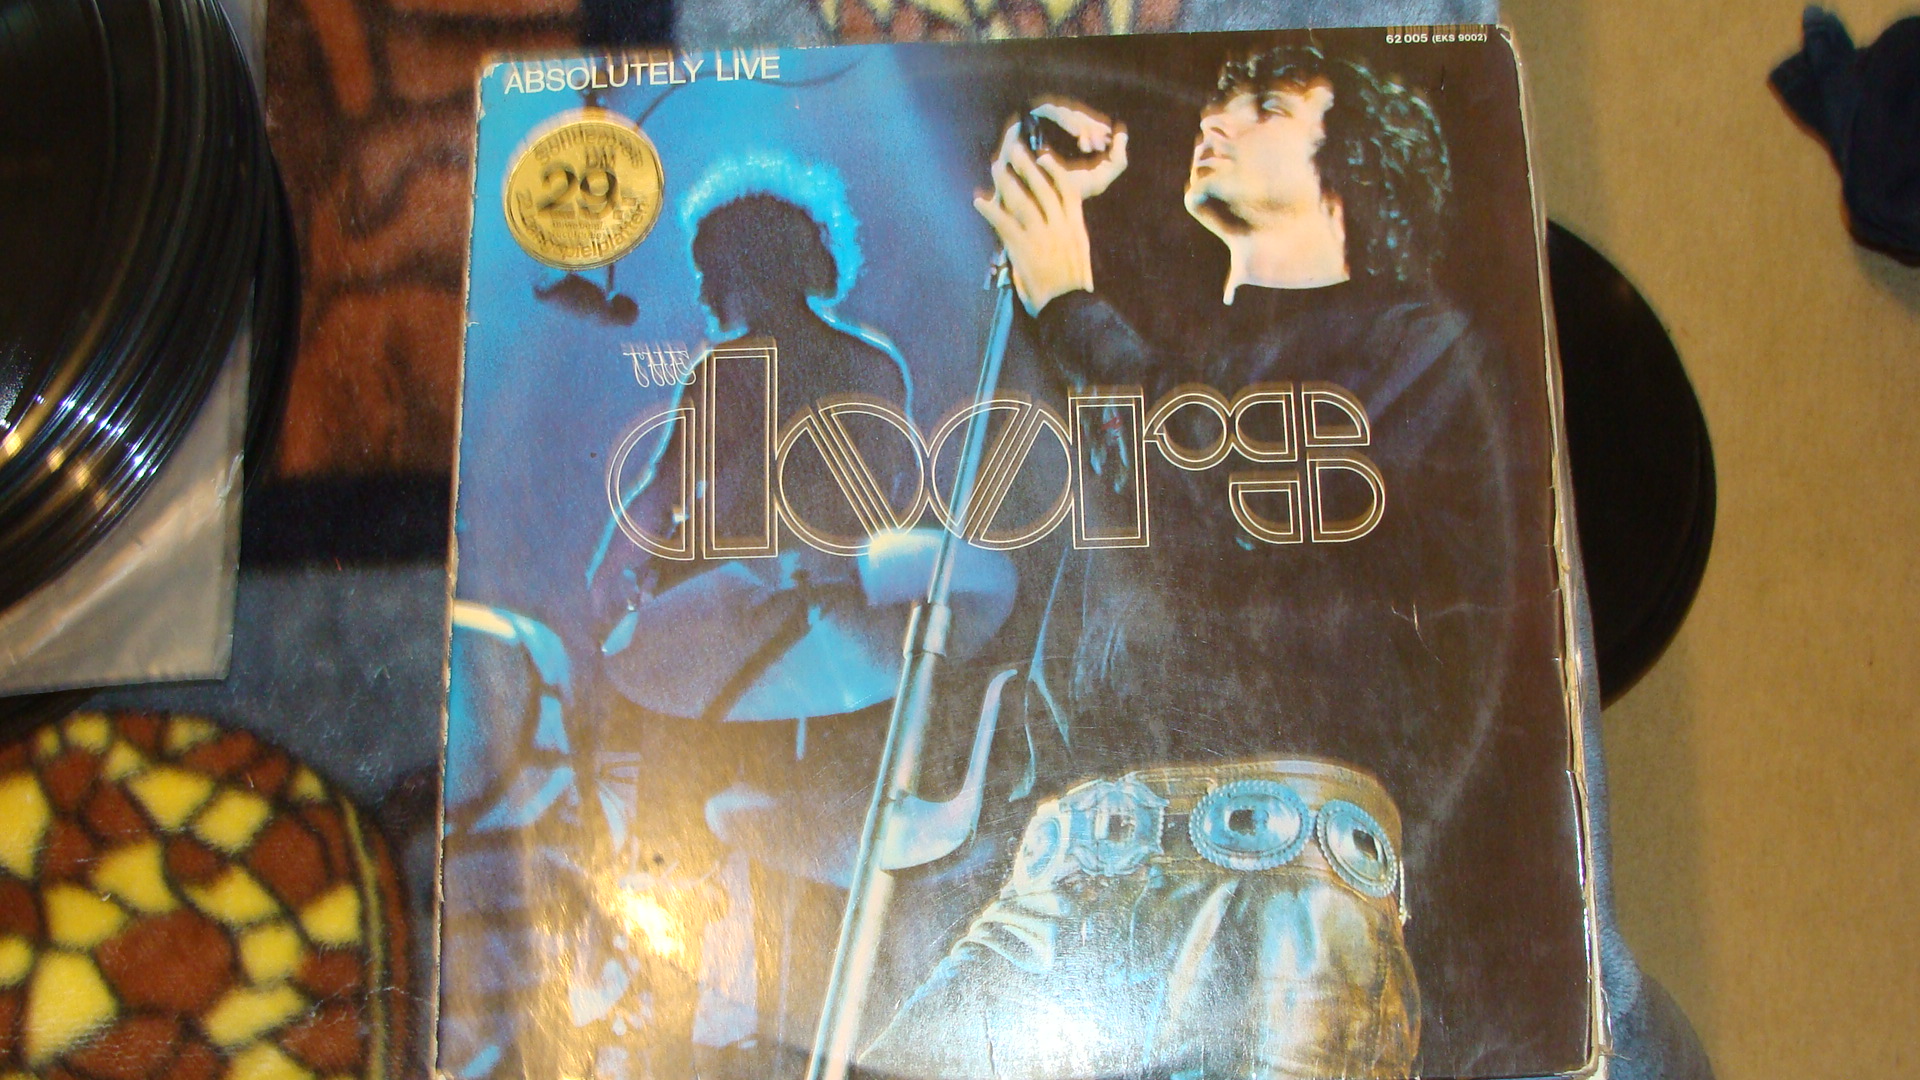 ABSOLUTELY LIVE
62 005 (EKS 9002)
DM
29
THE
doors